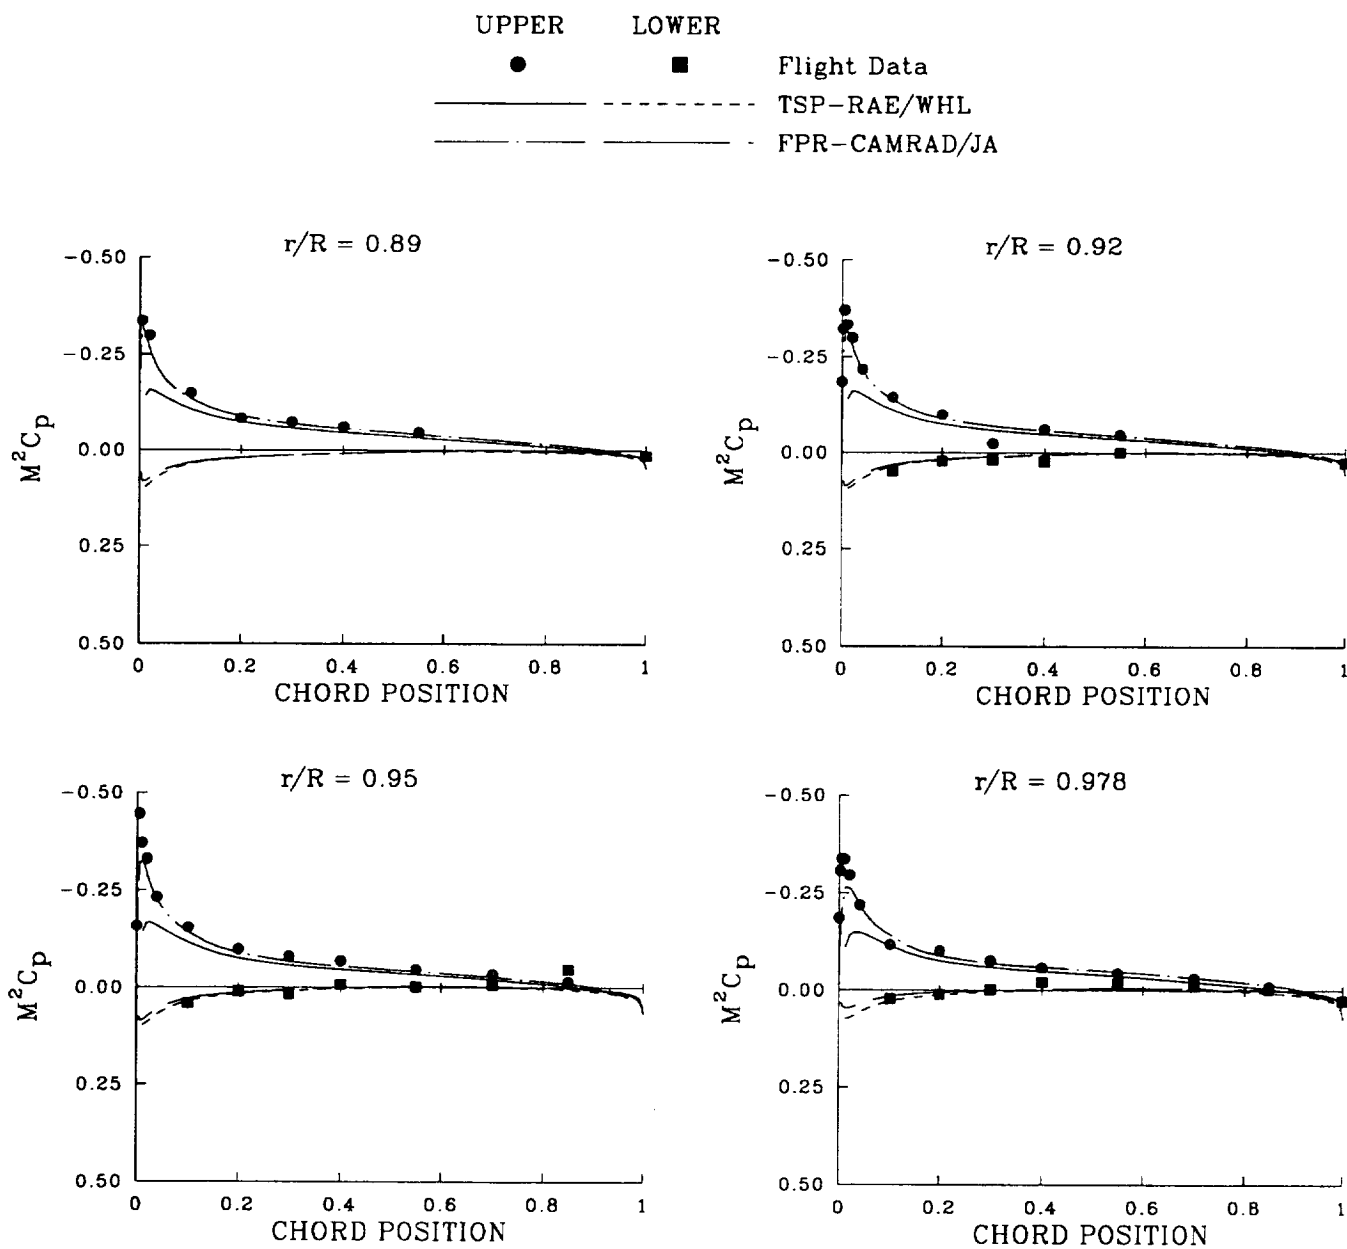 UPPER LOWER
Flight Data
TSP-RAE/WHL
FPR-CAMRAD/JA
r/R = 0.89
-0.50
-0.25
0.00
0.25
0.50
M²Cp
0 0.2 0.4 0.6 0.8 1
CHORD POSITION
r/R = 0.92
-0.50
-0.25
0.00
0.25
0.50
M²Cp
0 0.2 0.4 0.6 0.8 1
CHORD POSITION
r/R = 0.95
-0.50
-0.25
0.00
0.25
0.50
M²Cp
0 0.2 0.4 0.6 0.8 1
CHORD POSITION
r/R = 0.978
-0.50
-0.25
0.00
0.25
0.50
M²Cp
0 0.2 0.4 0.6 0.8 1
CHORD POSITION